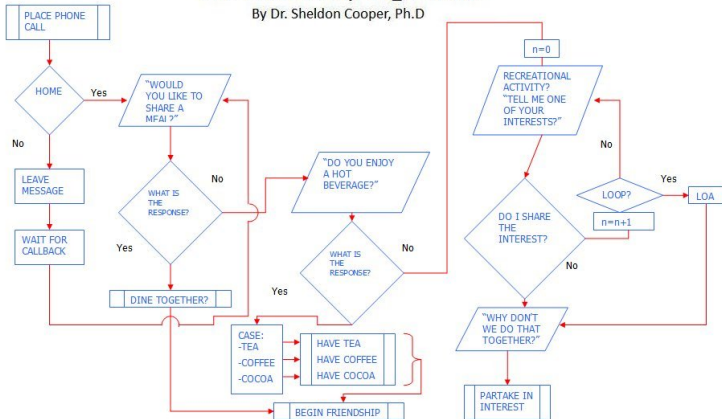 By Dr. Sheldon Cooper, Ph.D
PLACE PHONE
CALL
HOME
Yes
No
LEAVE
MESSAGE
WAIT FOR
CALLBACK
"WOULD
YOU LIKE TO
SHARE A
MEAL?"
WHAT IS
THE
RESPONSE?
No
Yes
DINE TOGETHER?
"DO YOU ENJOY
A HOT
BEVERAGE?"
WHAT IS
THE
RESPONSE?
No
Yes
CASE:
-TEA
-COFFEE
-COCOA
HAVE TEA
HAVE COFFEE
HAVE COCOA
BEGIN FRIENDSHIP
n=0
RECREATIONAL
ACTIVITY?
"TELL ME ONE
OF YOUR
INTERESTS?"
DO I SHARE
THE
INTEREST?
No
LOOP?
n=n+1
No
Yes
LOA
"WHY DON'T
WE DO THAT
TOGETHER?"
PARTAKE IN
INTEREST